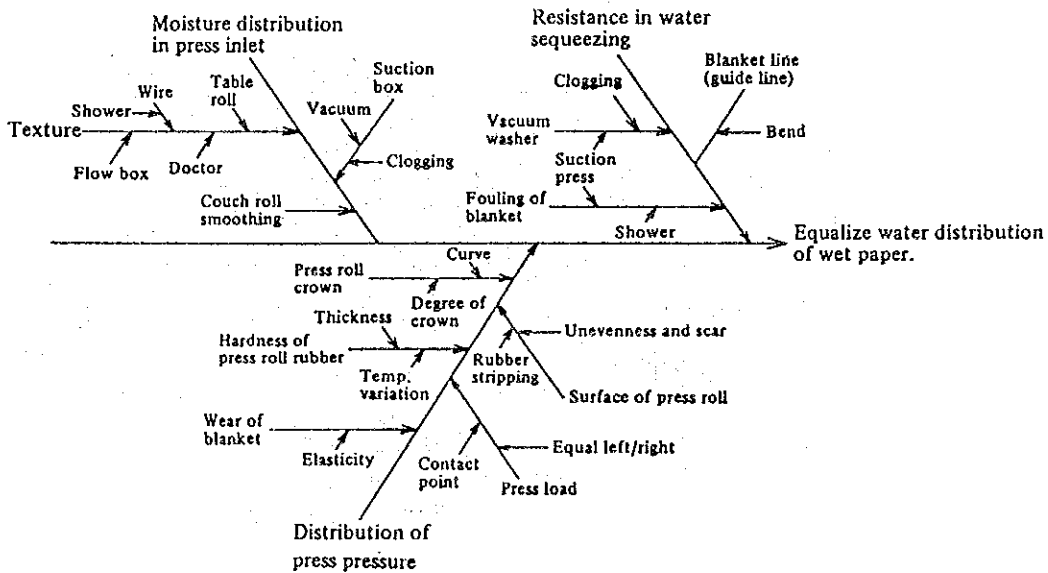 Moisture distribution
in press inlet
Resistance in water
sequeezing
Suction
box
Blanket line
(guide line)
Wire
Table
roll
Shower
Vacuum
Clogging
Texture
Vacuum
washer
Bend
Flow box
Doctor
Clogging
Suction
press
Couch roll
smoothing
Fouling of
blanket
Shower
Equalize water distribution
of wet paper.
Press roll
crown
Curve
Degree of
crown
Thickness
Unevenness and scar
Hardness of
press roll rubber
Rubber
stripping
Temp.
variation
Surface of press roll
Wear of
blanket
Elasticity
Contact
point
Equal left/right
Press load
Distribution of
press pressure